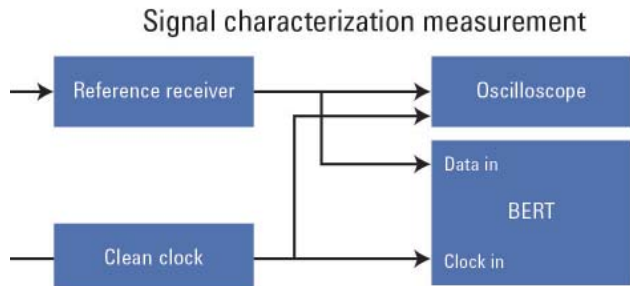 Signal characterization measurement
Reference receiver
Oscilloscope
Data in
BERT
Clean clock
Clock in